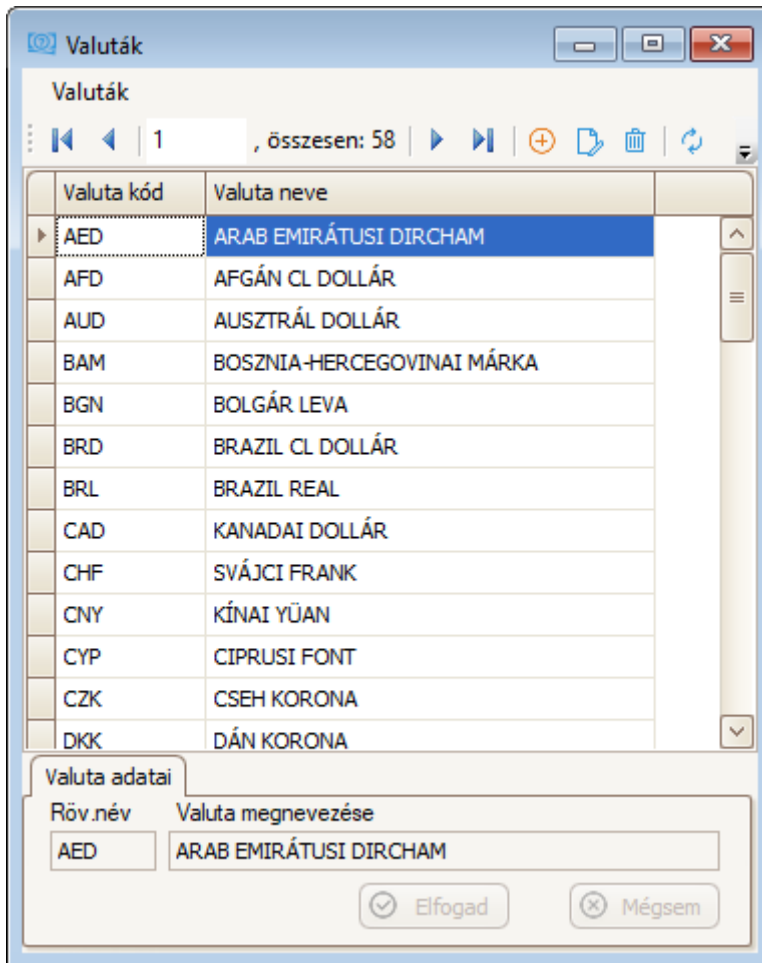 Valuták
Valuták
1 , összesen: 58
Valuta kód Valuta neve
AED ARAB EMIRÁTUSI DIRCHAM
AFD AFGÁN CL DOLLÁR
AUD AUSZTRÁL DOLLÁR
BAM BOSZNIA-HERCEGOVINAI MÁRKA
BGN BOLGÁR LEVA
BRD BRAZIL CL DOLLÁR
BRL BRAZIL REAL
CAD KANADAI DOLLÁR
CHF SVÁJCI FRANK
CNY KÍNAI YÜAN
CYP CIPRUSI FONT
CZK CSEH KORONA
DKK DÁN KORONA
Valuta adatai
Röv.név Valuta megnevezése
AED ARAB EMIRÁTUSI DIRCHAM
Elfogad Mégsem